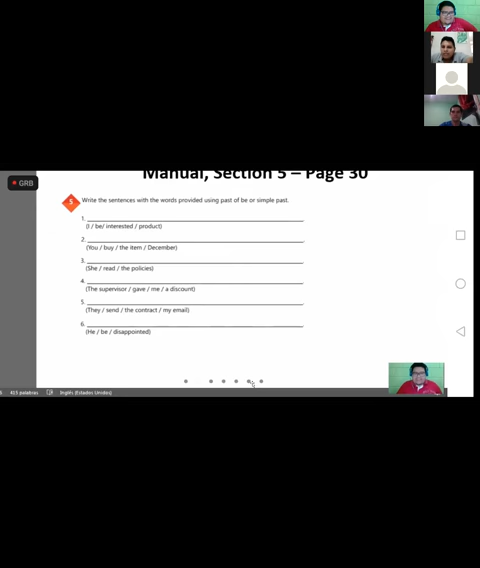 Manual, Section 5 – Page 30
GRB
5 Write the sentences with the words provided using past of be or simple past.
1.
(I / be/ interested / product)
2.
(You / buy / the item / December)
3.
(She / read / the policies)
4.
(The supervisor / gave / me / a discount)
5.
(They / send / the contract / my email)
6.
(He / be / disappointed)
415 palabras Inglés (Estados Unidos)